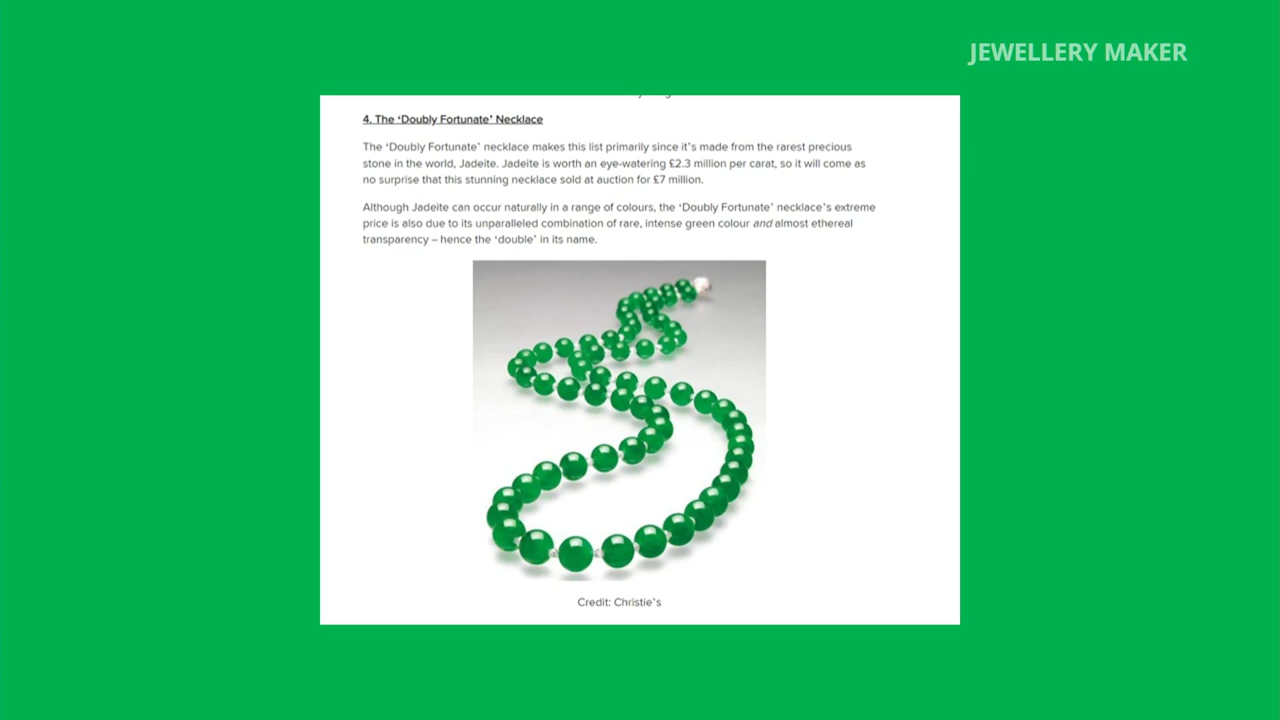 JEWELLERY MAKER
4. The ‘Doubly Fortunate’ Necklace
The ‘Doubly Fortunate’ necklace makes this list primarily since it’s made from the rarest precious
stone in the world, Jadeite. Jadeite is worth an eye-watering £2.3 million per carat, so it will come as
no surprise that this stunning necklace sold at auction for £7 million.
Although Jadeite can occur naturally in a range of colours, the ‘Doubly Fortunate’ necklace’s extreme
price is also due to its unparalleled combination of rare, intense green colour and almost ethereal
transparency – hence the ‘double’ in its name.
Credit: Christie’s